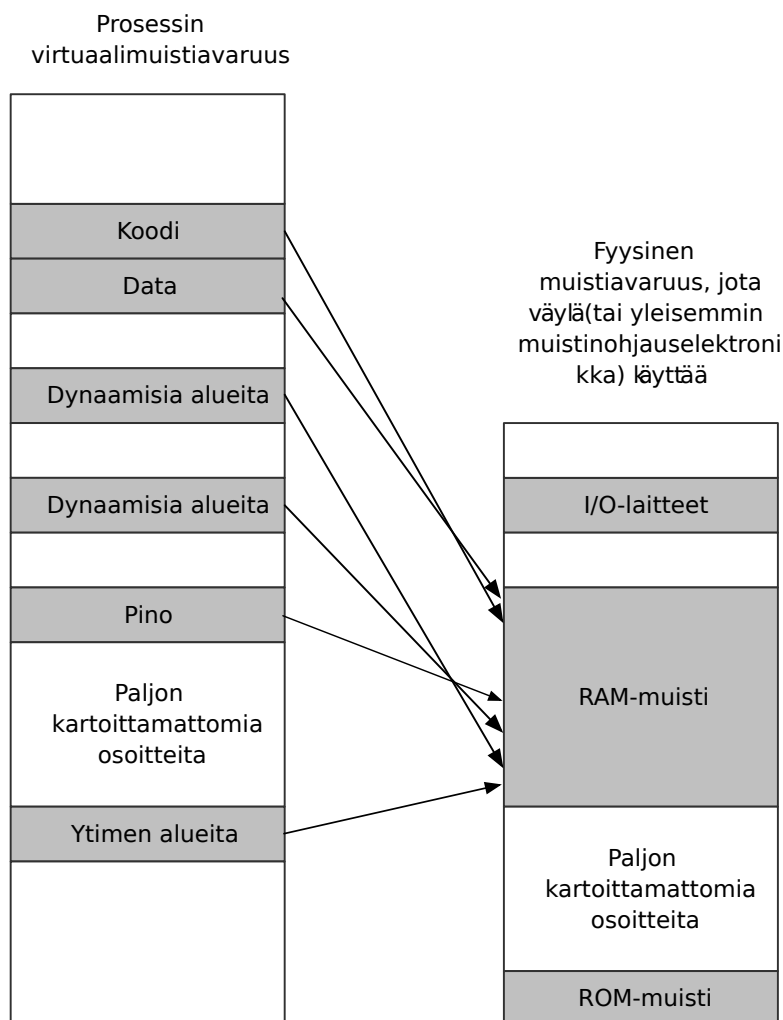 Prosessin
virtuaalimuistiavaruus
Koodi
Data
Dynaamisia alueita
Dynaamisia alueita
Pino
Paljon
kartoittamattomia
osoitteita
Ytimen alueita
Fyysinen
muistiavaruus, jota
väylä(tai yleisemmin
muistinohjauselektroni
kka) käyttää
I/O-laitteet
RAM-muisti
Paljon
kartoittamattomia
osoitteita
ROM-muisti